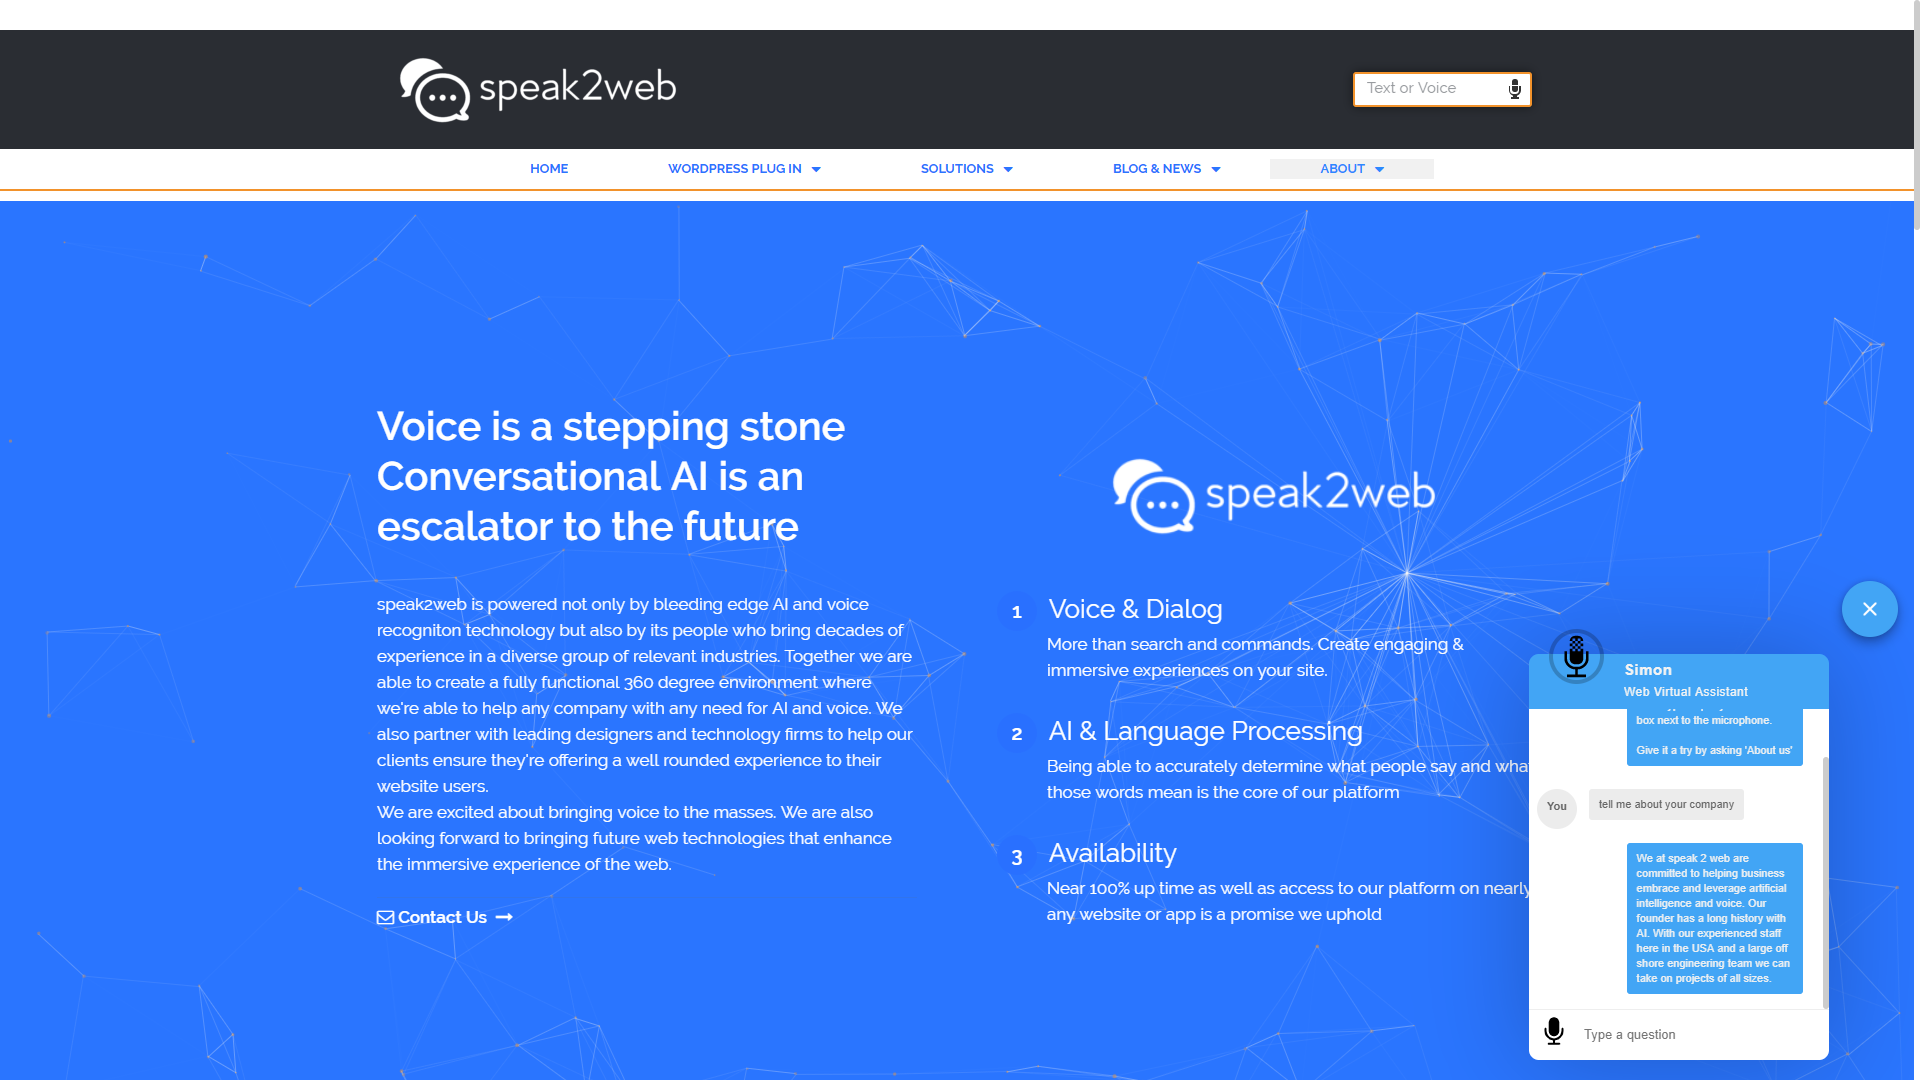 speak2web
Text or Voice
HOME
WORDPRESS PLUG IN
SOLUTIONS
BLOG & NEWS
ABOUT
Voice is a stepping stone
Conversational AI is an
escalator to the future
speak2web is powered not only by bleeding edge AI and voice
recogniton technology but also by its people who bring decades of
experience in a diverse group of relevant industries. Together we are
able to create a fully functional 360 degree environment where
we're able to help any company with any need for AI and voice. We
also partner with leading designers and technology firms to help our
clients ensure they're offering a well rounded experience to their
website users.
We are excited about bringing voice to the masses. We are also
looking forward to bringing future web technologies that enhance
the immersive experience of the web.
Contact Us
speak2web
1 Voice & Dialog
More than search and commands. Create engaging &
immersive experiences on your site.
2 AI & Language Processing
Being able to accurately determine what people say and what
those words mean is the core of our platform
3 Availability
Near 100% up time as well as access to our platform on nearly
any website or app is a promise we uphold
Simon
Web Virtual Assistant
box next to the microphone.
Give it a try by asking 'About us'
You
tell me about your company
We at speak 2 web are
committed to helping business
embrace and leverage artificial
intelligence and voice. Our
founder has a long history with
AI. With our experienced staff
here in the USA and a large off
shore engineering team we can
take on projects of all sizes.
Type a question